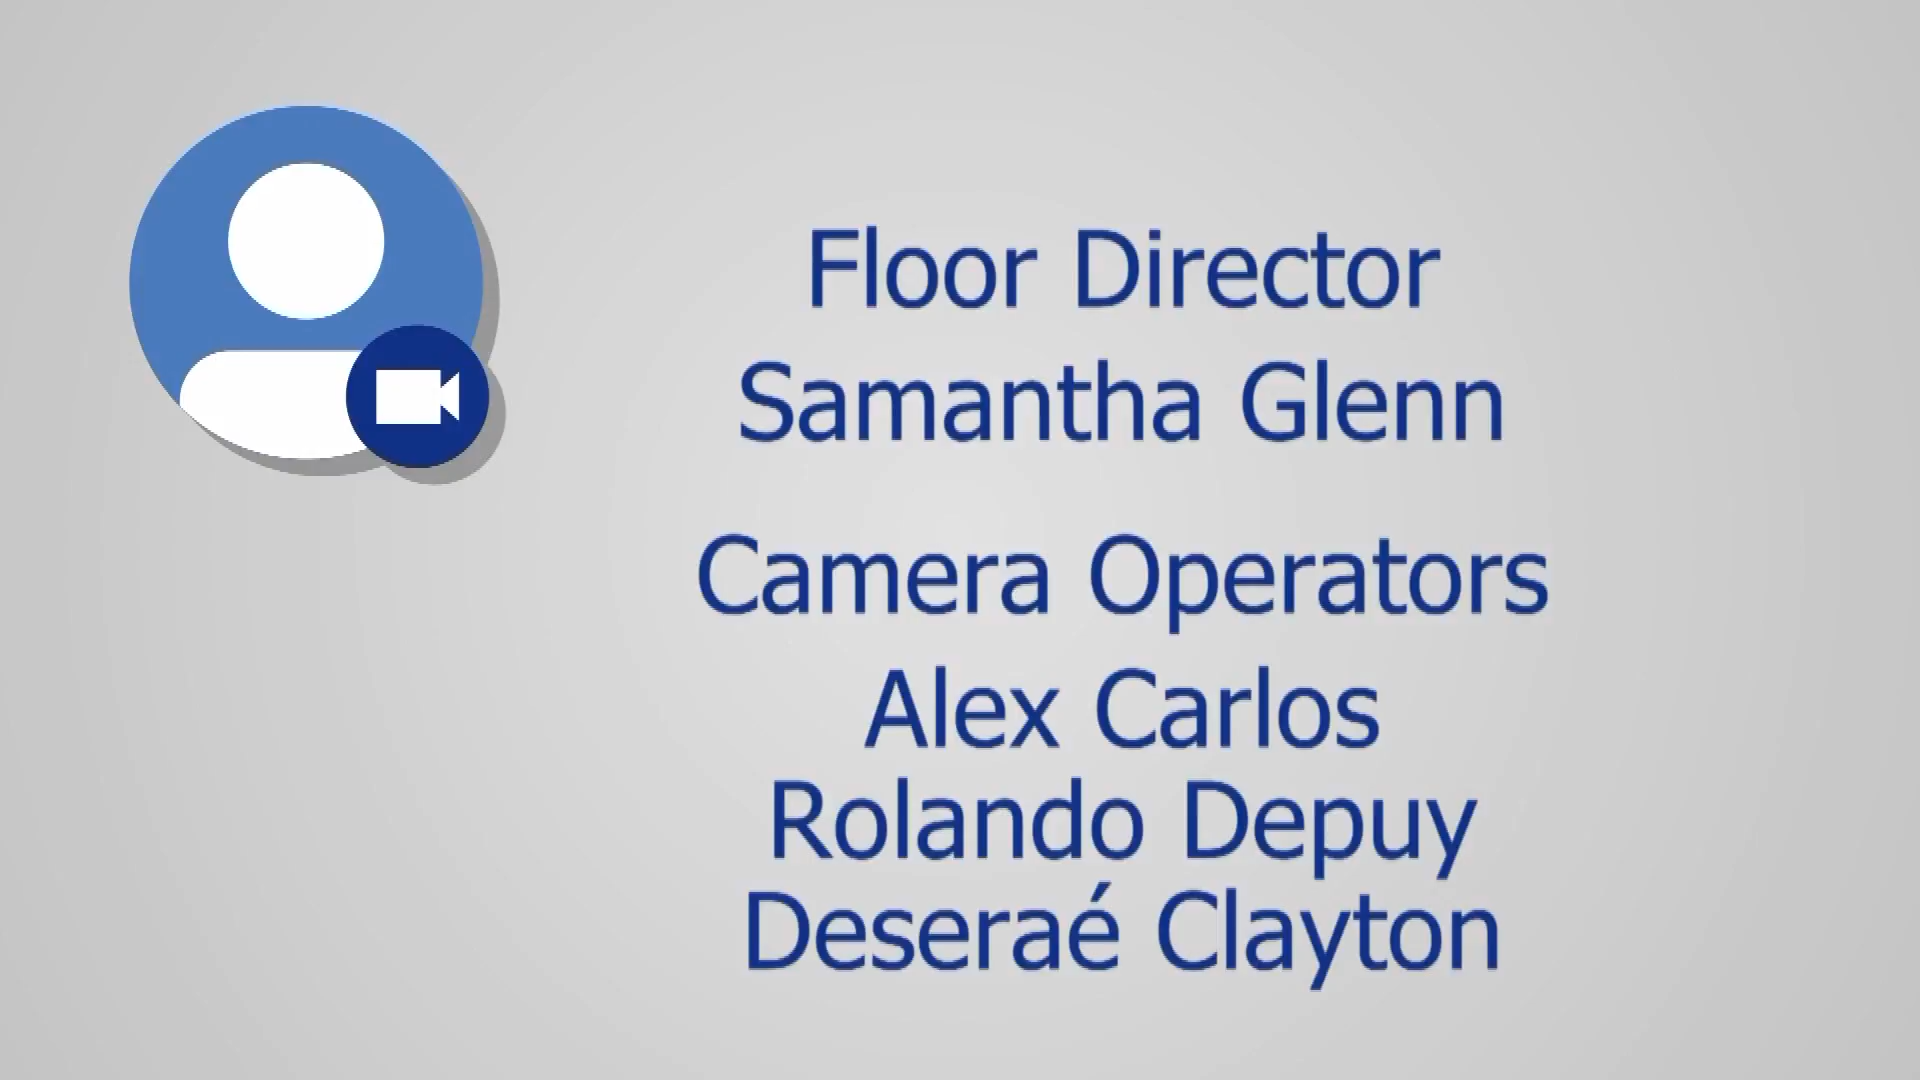 Floor Director
Samantha Glenn
Camera Operators
Alex Carlos
Rolando Depuy
Deseraé Clayton